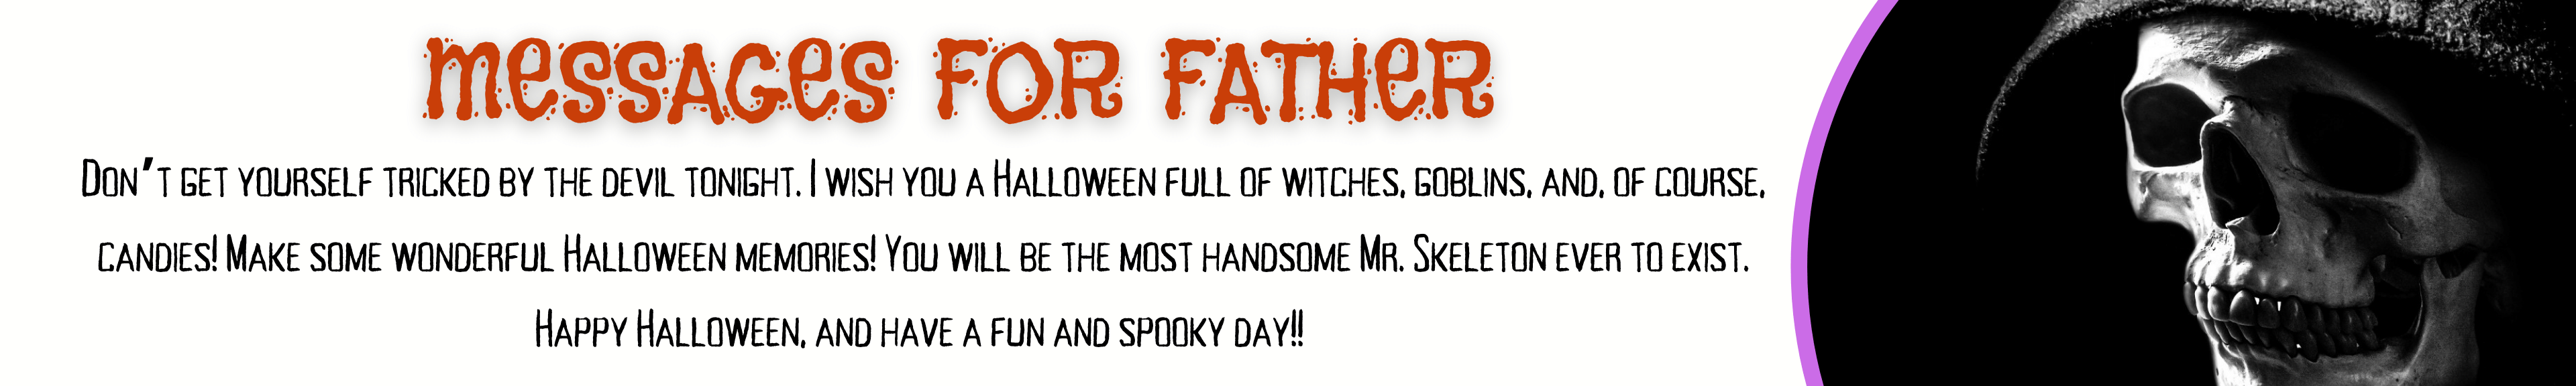 Messages for Father
Don't get yourself tricked by the devil tonight. I wish you a Halloween full of witches, goblins, and, of course,
candies! Make some wonderful Halloween memories! You will be the most handsome Mr. Skeleton ever to exist.
Happy Halloween, and have a fun and spooky day!!